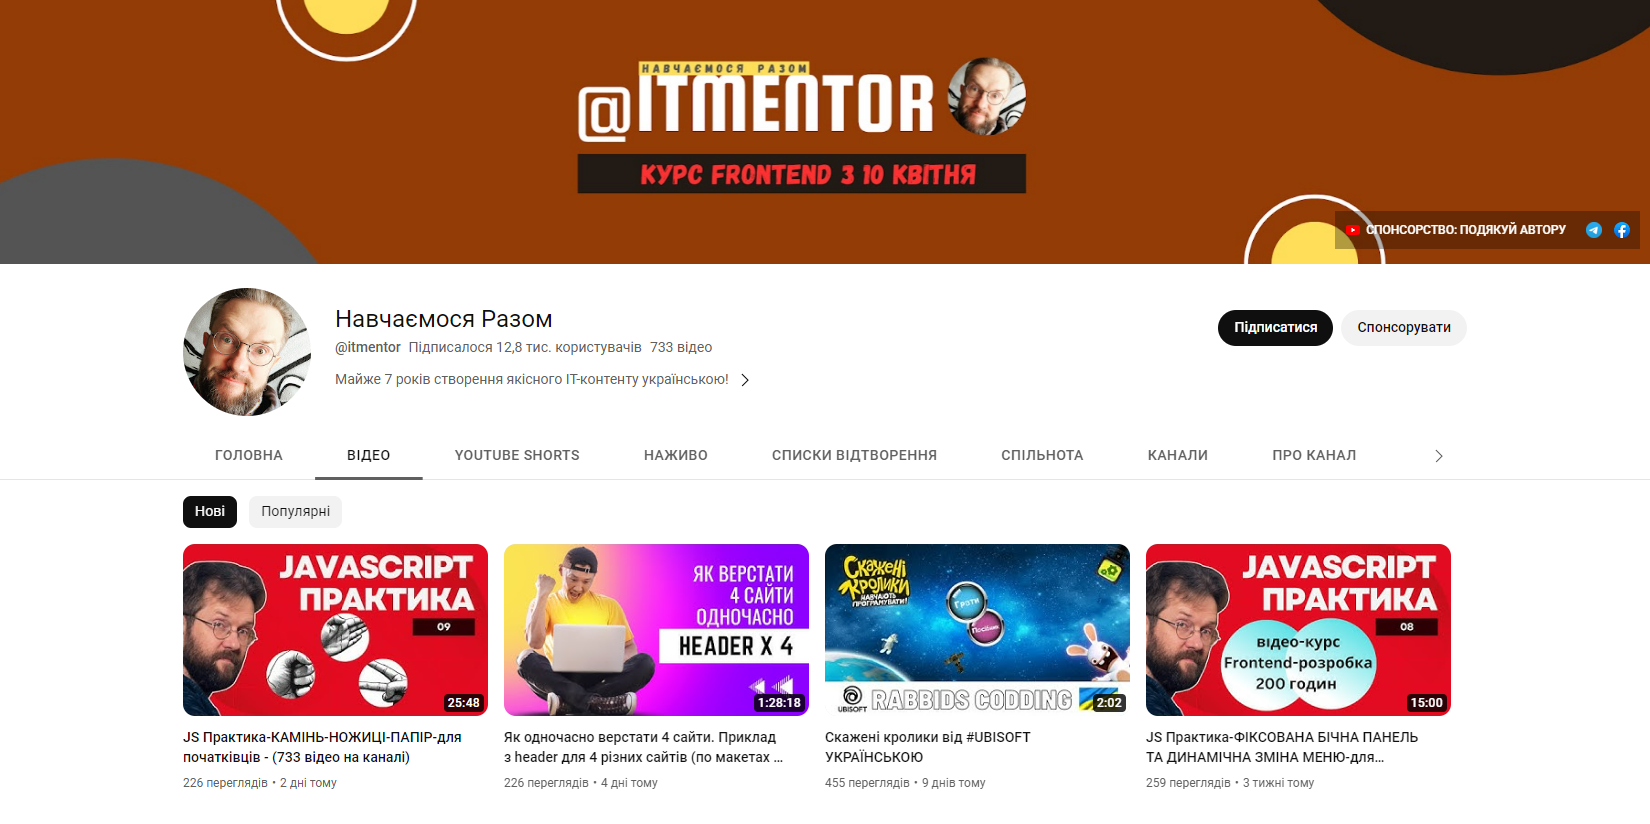 НАВЧАЄМОСЯ РАЗОМ
@ITMENTOR
КУРС FRONTEND З 10 КВІТНЯ
СПОНСОРСТВО: ПОДЯКУЙ АВТОРУ
Навчаємося Разом
@itmentor Підписалося 12,8 тис. користувачів 733 відео
Майже 7 років створення якісного ІТ-контенту українською!
Підписатися Спонсорувати
ГОЛОВНА ВІДЕО YOUTUBE SHORTS НАЖИВО СПИСКИ ВІДТВОРЕННЯ СПІЛЬНОТА КАНАЛИ ПРО КАНАЛ
Нові Популярні
JAVASCRIPT
ПРАКТИКА
09
25:48
JS Практика-КАМІНЬ-НОЖИЦІ-ПАПІР-для
початківців - (733 відео на каналі)
226 переглядів • 2 дні тому
ЯК ВЕРСТАТИ
4 САЙТИ
ОДНОЧАСНО
HEADER X 4
1:28:18
Як одночасно верстати 4 сайти. Приклад
з header для 4 різних сайтів (по макетах ...
226 переглядів • 4 дні тому
Скажені
Кролики
НАВЧАЮТЬ
ПРОГРАМУВАТИ!
Грати
Посібник
UBISOFT
RABBIDS CODDING
2:02
Скажені кролики від #UBISOFT
УКРАЇНСЬКОЮ
455 переглядів • 9 днів тому
JAVASCRIPT
ПРАКТИКА
08
відео-курс
Frontend-розробка
200 годин
15:00
JS Практика-ФІКСОВАНА БІЧНА ПАНЕЛЬ
ТА ДИНАМІЧНА ЗМІНА МЕНЮ-для...
259 переглядів • 3 тижні тому